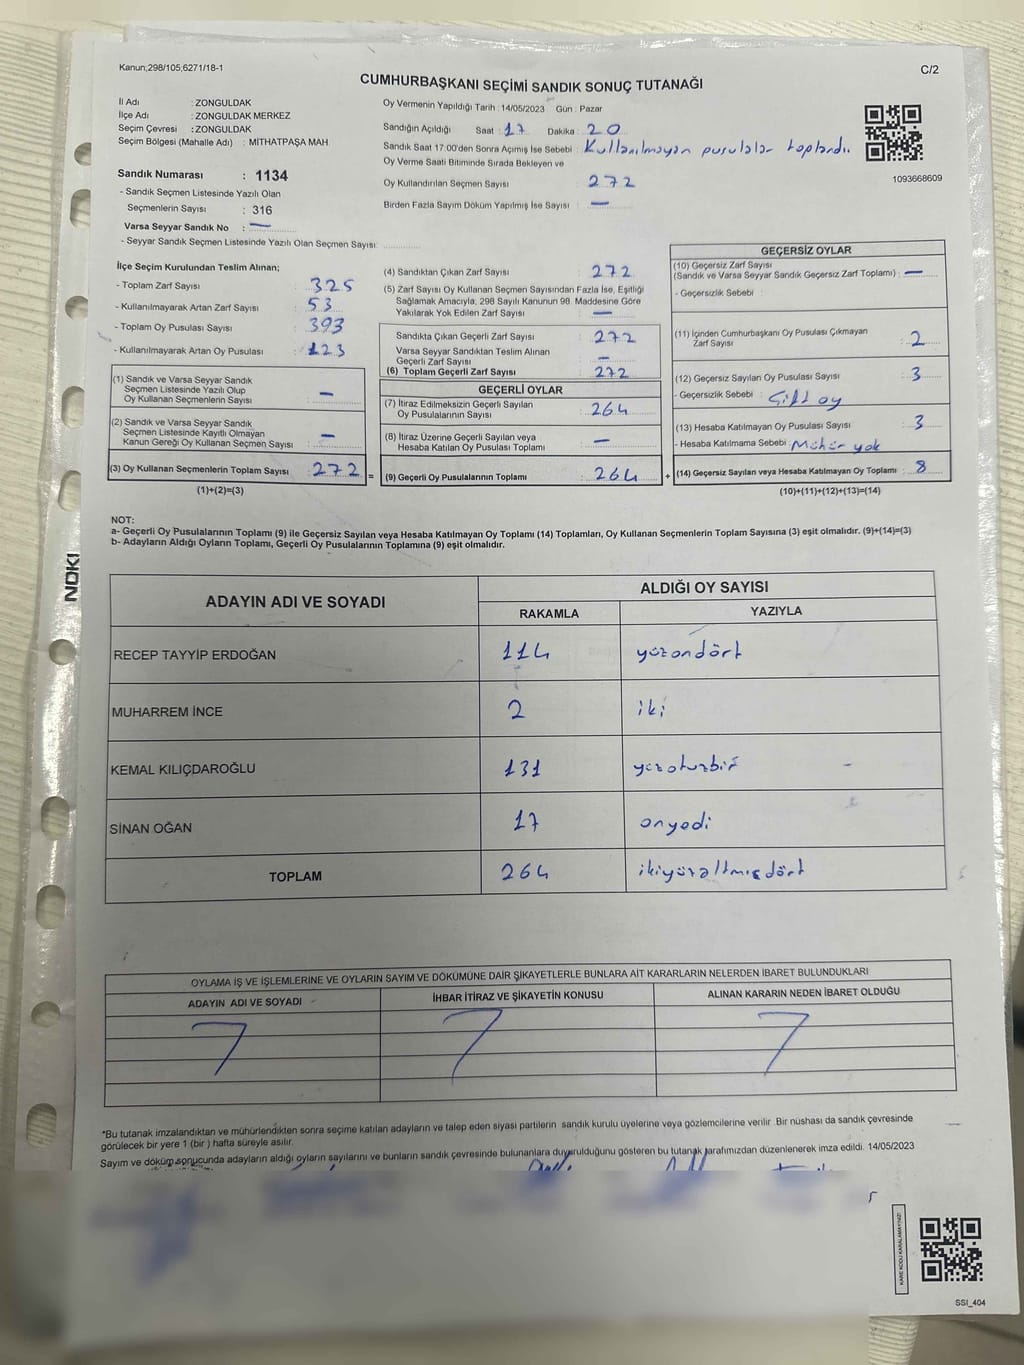 Kanun;298/105,6271/18-1
C/2
CUMHURBAŞKANI SEÇİMİ SANDIK SONUÇ TUTANAĞI
İl Adı : ZONGULDAK
İlçe Adı : ZONGULDAK MERKEZ
Seçim Çevresi : ZONGULDAK
Seçim Bölgesi (Mahalle Adı) : MİTHATPAŞA MAH
Sandık Numarası : 1134
- Sandık Seçmen Listesinde Yazılı Olan
Seçmenlerin Sayısı : 316
Varsa Seyyar Sandık No : —
- Seyyar Sandık Seçmen Listesinde Yazılı Olan Seçmen Sayısı:
Oy Vermenin Yapıldığı Tarih : 14/05/2023 Gün : Pazar
Sandığın Açıldığı Saat : 17 Dakika : 20
Sandık Saat 17.00'den Sonra Açımış İse Sebebi : Kullanılmayan pusulalar toplandı.
Oy Verme Saati Bitiminde Sırada Bekleyen ve
Oy Kullandırılan Seçmen Sayısı : 272
Birden Fazla Sayım Döküm Yapılmış İse Sayısı : —
1093668609
İlçe Seçim Kurulundan Teslim Alınan;
- Toplam Zarf Sayısı : 325
- Kullanılmayarak Artan Zarf Sayısı : 53
- Toplam Oy Pusulası Sayısı : 393
- Kullanılmayarak Artan Oy Pusulası : 123
(1) Sandık ve Varsa Seyyar Sandık
Seçmen Listesinde Yazılı Olup
Oy Kullanan Seçmenlerin Sayısı : —
(2) Sandık ve Varsa Seyyar Sandık
Seçmen Listesinde Kayıtlı Olmayan
Kanun Gereği Oy Kullanan Seçmen Sayısı : —
(3) Oy Kullanan Seçmenlerin Toplam Sayısı : 272 =
(1)+(2)=(3)
(4) Sandıktan Çıkan Zarf Sayısı : 272
(5) Zarf Sayısı Oy Kullanan Seçmen Sayısından Fazla İse, Eşitliği
Sağlamak Amacıyla, 298 Sayılı Kanunun 98. Maddesine Göre
Yakılarak Yok Edilen Zarf Sayısı : —
Sandıkta Çıkan Geçerli Zarf Sayısı : 272
Varsa Seyyar Sandıktan Teslim Alınan
Geçerli Zarf Sayısı : —
(6) Toplam Geçerli Zarf Sayısı : 272
GEÇERLİ OYLAR
(7) İtiraz Edilmeksizin Geçerli Sayılan
Oy Pusulalarının Sayısı : 264
(8) İtiraz Üzerine Geçerli Sayılan veya
Hesaba Katılan Oy Pusulası Toplamı : —
(9) Geçerli Oy Pusulalarının Toplamı : 264 +
GEÇERSİZ OYLAR
(10) Geçersiz Zarf Sayısı
(Sandık ve Varsa Seyyar Sandık Geçersiz Zarf Toplamı) : —
- Geçersizlik Sebebi :
(11) İçinden Cumhurbaşkanı Oy Pusulası Çıkmayan
Zarf Sayısı : 2
(12) Geçersiz Sayılan Oy Pusulası Sayısı : 3
- Geçersizlik Sebebi : Çift oy
(13) Hesaba Katılmayan Oy Pusulası Sayısı : 3
- Hesaba Katılmama Sebebi : Mühür yok
(14) Geçersiz Sayılan veya Hesaba Katılmayan Oy Toplamı : 8
(10)+(11)+(12)+(13)=(14)
NOT:
a- Geçerli Oy Pusulalarının Toplamı (9) ile Geçersiz Sayılan veya Hesaba Katılmayan Oy Toplamı (14) Toplamları, Oy Kullanan Seçmenlerin Toplam Sayısına (3) eşit olmalıdır. (9)+(14)=(3)
b- Adayların Aldığı Oyların Toplamı, Geçerli Oy Pusulalarının Toplamına (9) eşit olmalıdır.
NOKI
ADAYIN ADI VE SOYADI
ALDIĞI OY SAYISI
RAKAMLA YAZIYLA
RECEP TAYYİP ERDOĞAN 114 yüzondört
MUHARREM İNCE 2 iki
KEMAL KILIÇDAROĞLU 131 yüzotuzbir
SİNAN OĞAN 17 onyedi
TOPLAM 264 ikiyüzaltmışdört
OYLAMA İŞ VE İŞLEMLERİNE VE OYLARIN SAYIM VE DÖKÜMÜNE DAİR ŞİKAYETLERLE BUNLARA AİT KARARLARIN NELERDEN İBARET BULUNDUKLARI
ADAYIN ADI VE SOYADI İHBAR İTİRAZ VE ŞİKAYETİN KONUSU ALINAN KARARIN NEDEN İBARET OLDUĞU
*Bu tutanak imzalandıktan ve mühürlendikten sonra seçime katılan adayların ve talep eden siyasi partilerin sandık kurulu üyelerine veya gözlemcilerine verilir. Bir nüshası da sandık çevresinde
görülecek bir yere 1 (bir ) hafta süreyle asılır.
Sayım ve döküm sonucunda adayların aldığı oyların sayılarını ve bunların sandık çevresinde bulunanlara duyurulduğunu gösteren bu tutanak tarafımızdan düzenlenerek imza edildi. 14/05/2023
KARE KODU KARALAMAYINIZ!
SSI_404